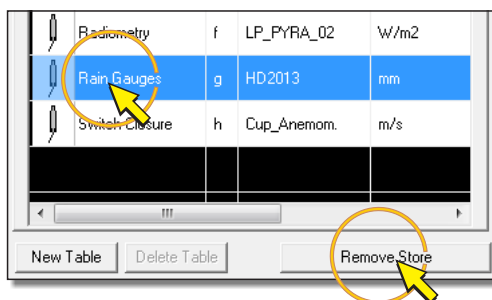 Radiometry f LP_PYRA_02 W/m2
Rain Gauges g HD2013 mm
Switch Closure h Cup_Anemom. m/s
New Table Delete Table Remove Store